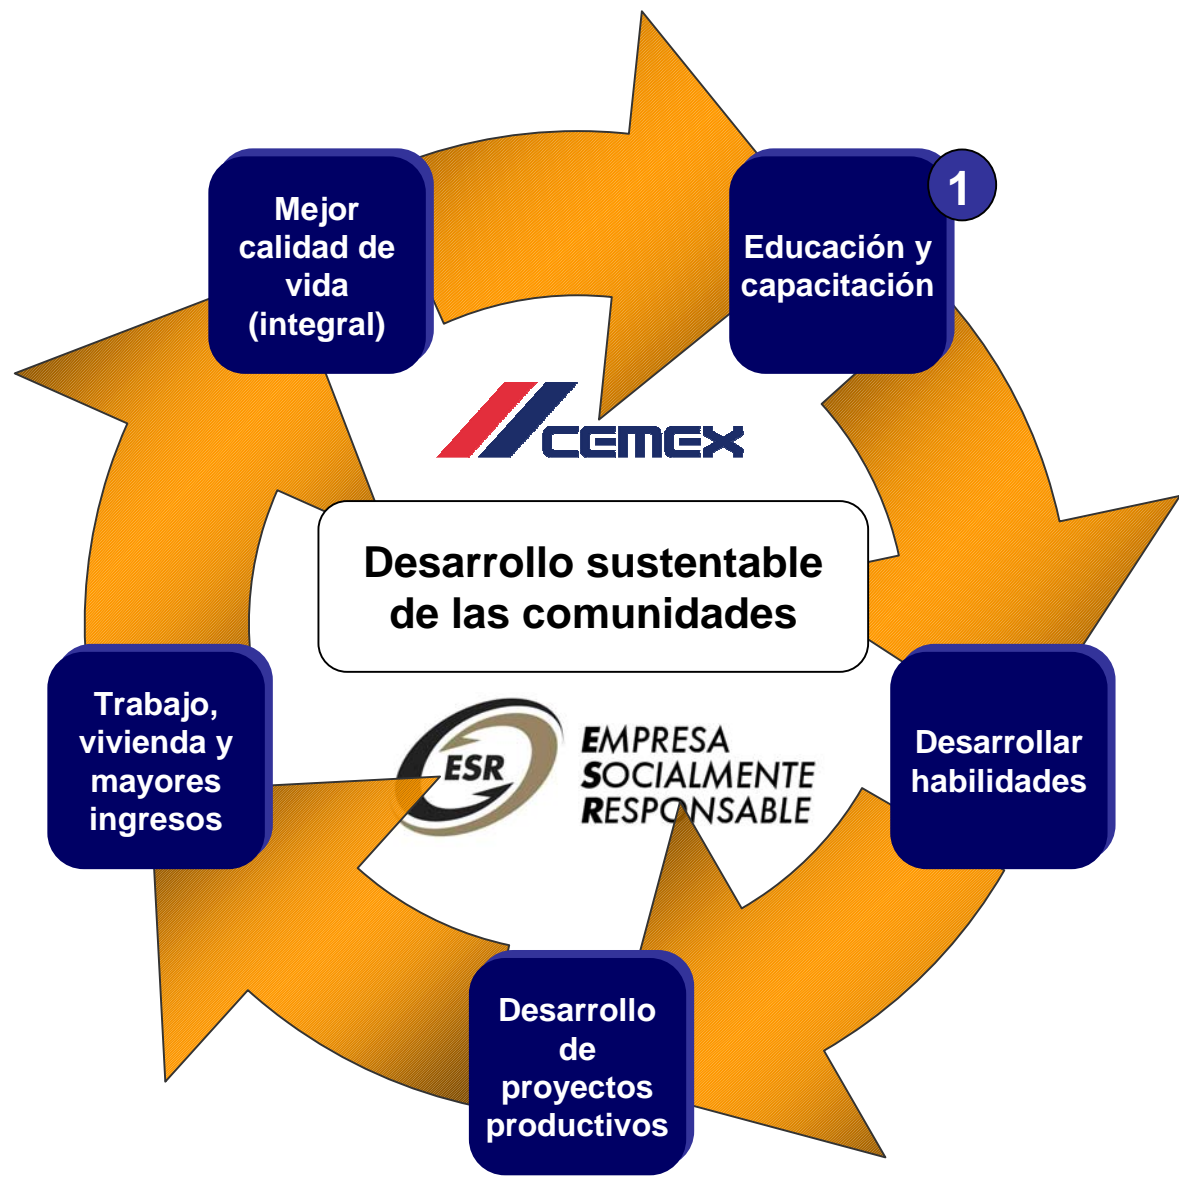 Mejor
calidad de
vida
(integral)
1
Educación y
capacitación
CEMEX
Desarrollo sustentable
de las comunidades
Trabajo,
vivienda y
mayores
ingresos
ESR
EMPRESA
SOCIALMENTE
RESPONSABLE
Desarrollar
habilidades
Desarrollo
de
proyectos
productivos